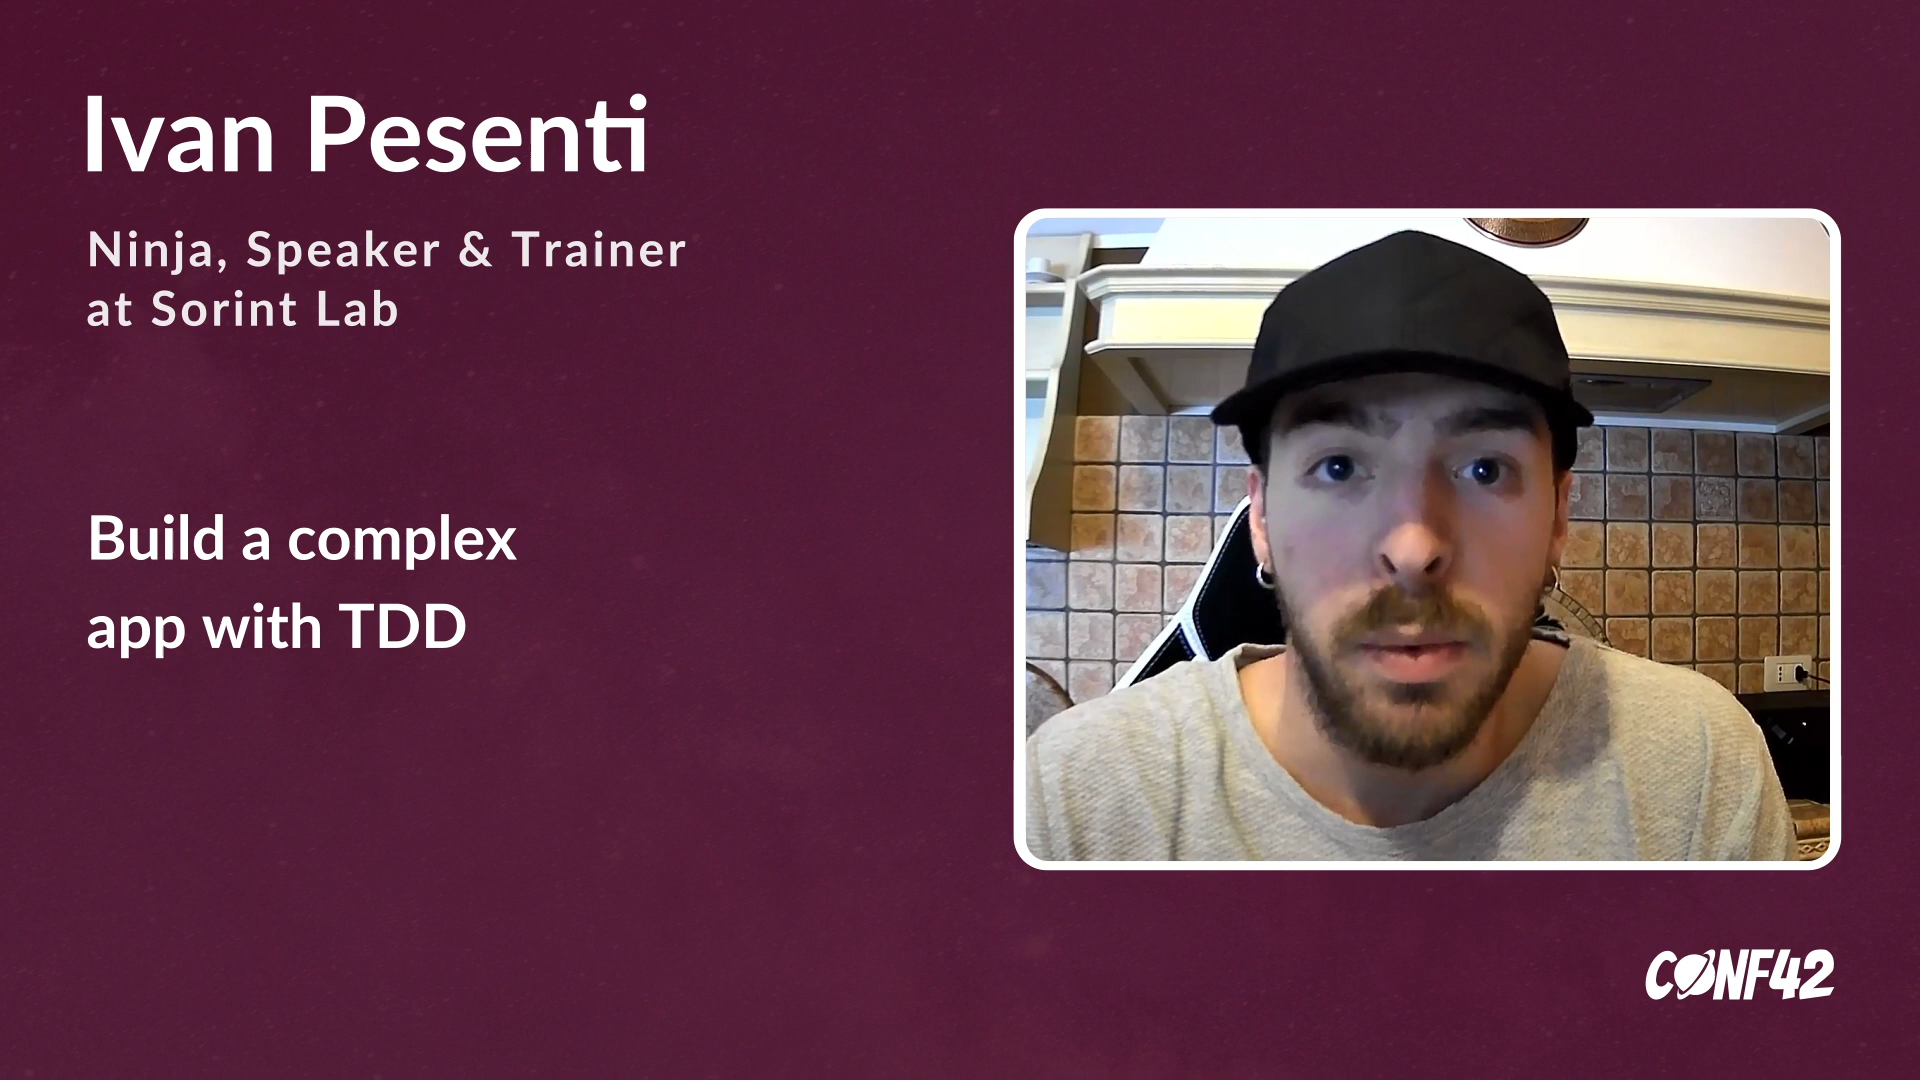 Ivan Pesenti
Ninja, Speaker & Trainer
at Sorint Lab
Build a complex
app with TDD
CONF42